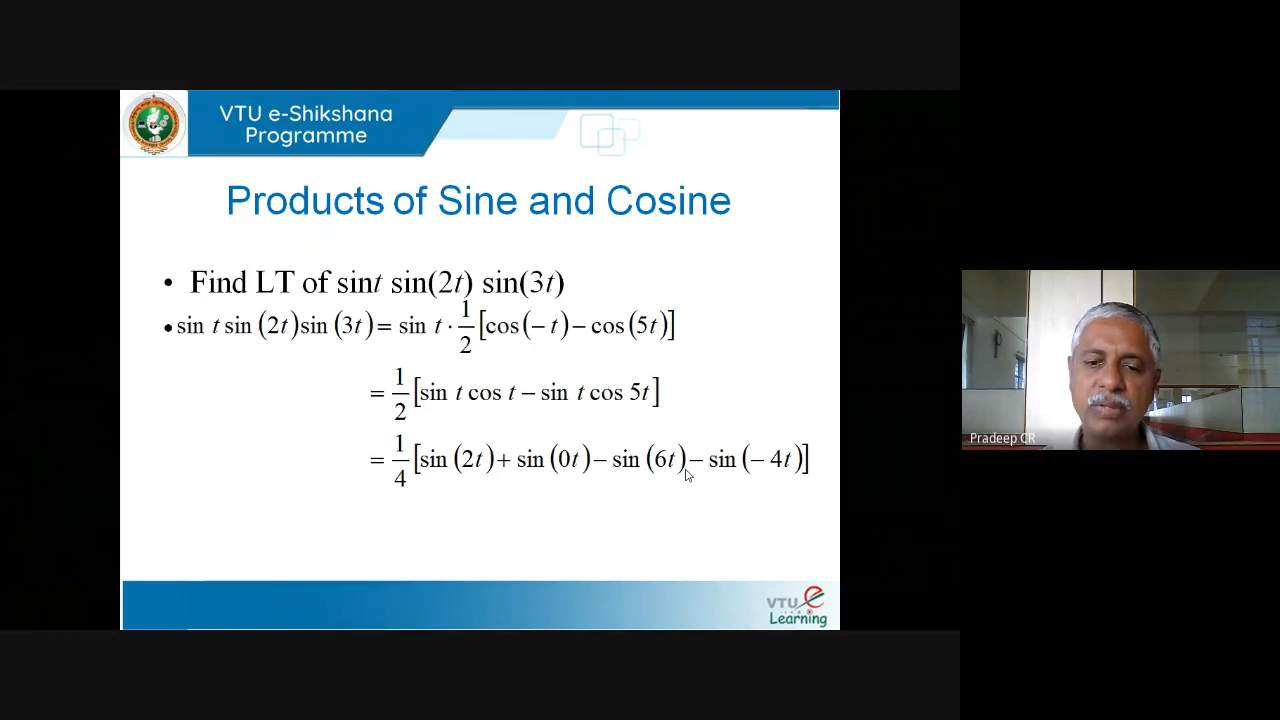 VTU e-Shikshana
Programme
Products of Sine and Cosine
• Find LT of sint sin(2t) sin(3t)
• sin t sin (2t) sin (3t) = sin t · 1/2 [cos(− t) − cos (5t)]
= 1/2 [sin t cos t − sin t cos 5t]
= 1/4 [sin (2t) + sin (0t) − sin (6t) − sin (− 4t)]
Pradeep CR
VTU e
Learning